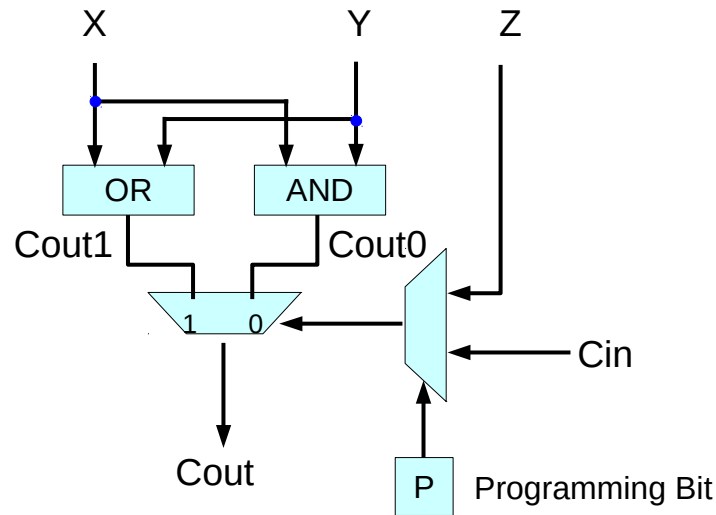 X Y Z
OR AND
Cout1 Cout0
1 0
Cin
Cout
P Programming Bit